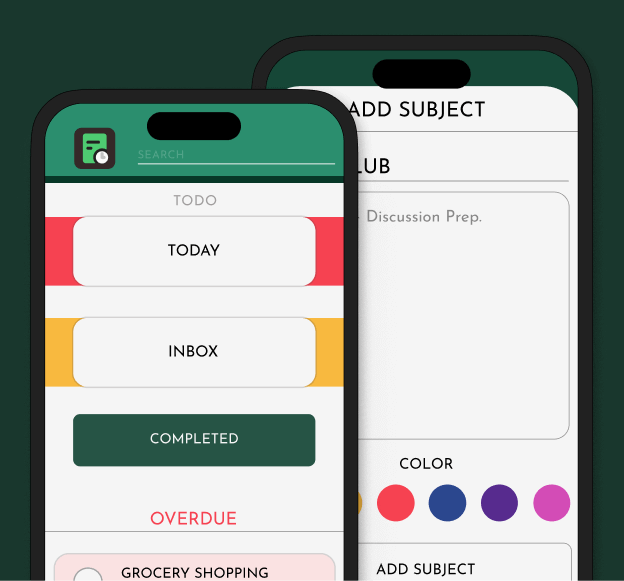 SEARCH
TODO
TODAY
INBOX
COMPLETED
OVERDUE
GROCERY SHOPPING
ADD SUBJECT
LUB
Discussion Prep.
COLOR
ADD SUBJECT